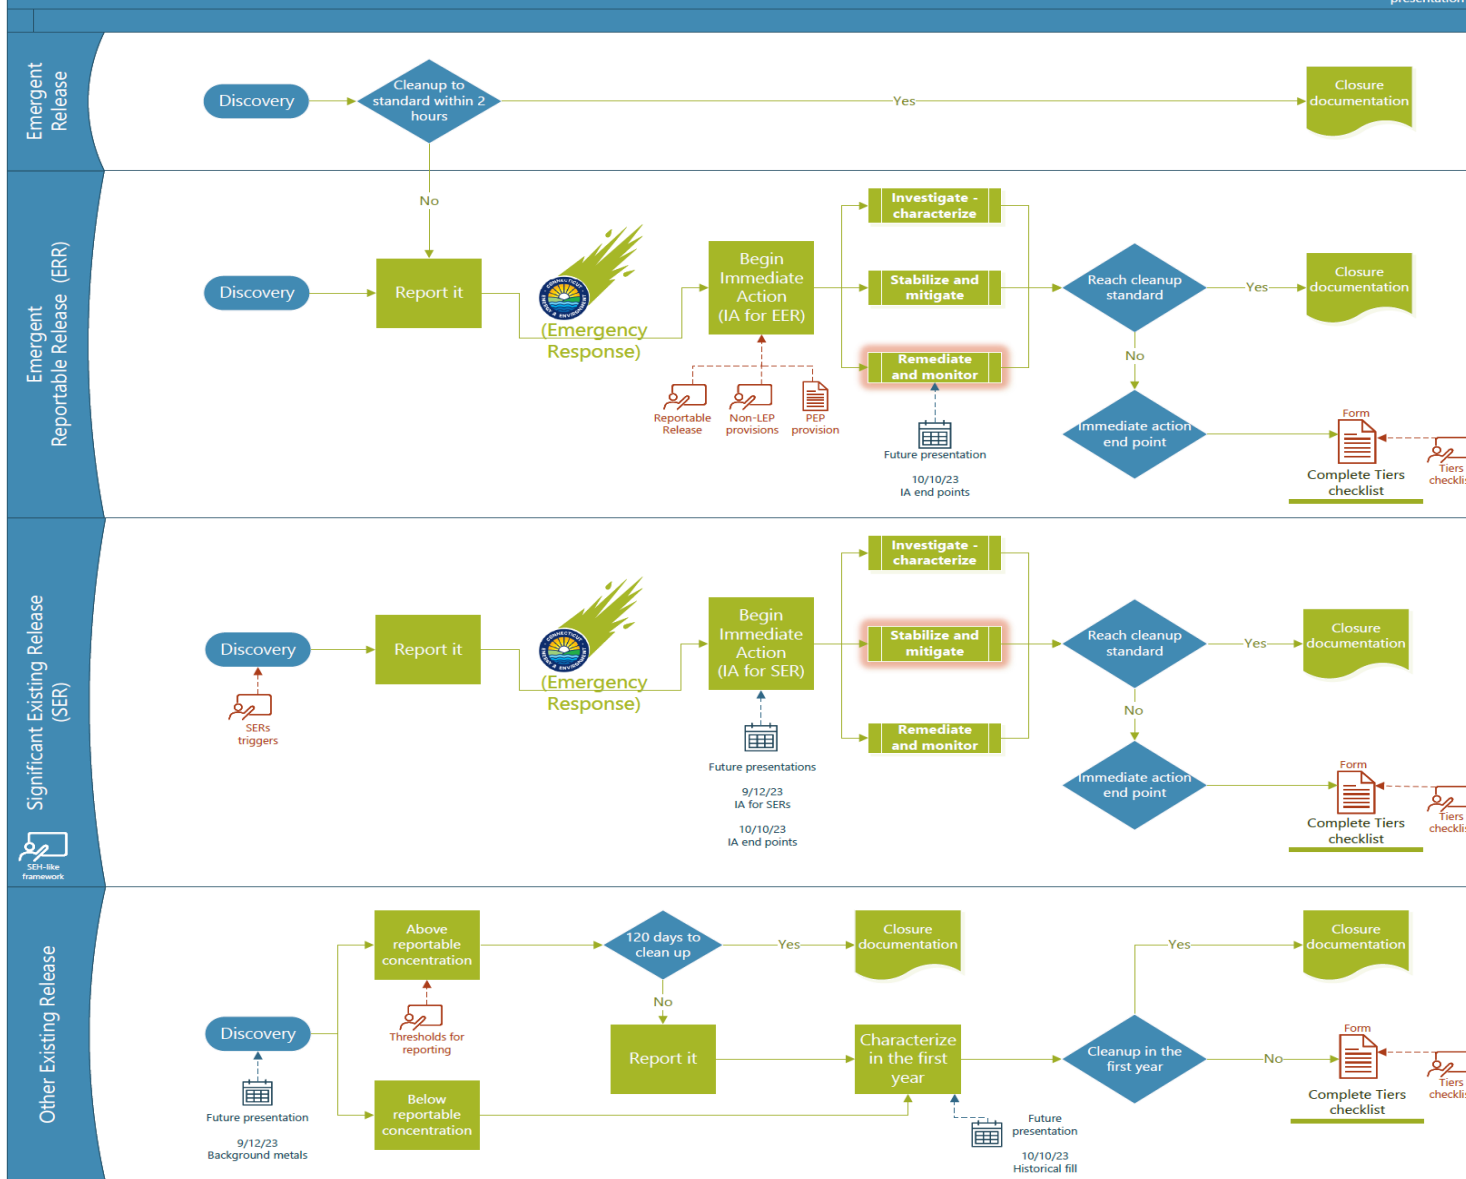 presentation
Emergent
Release
Discovery
Cleanup to
standard within 2
hours
Yes
Closure
documentation
No
Emergent
Reportable Release (ERR)
Discovery
Report it
(Emergency
Response)
Begin
Immediate
Action
(IA for EER)
Investigate -
characterize
Stabilize and
mitigate
Remediate
and monitor
Reach cleanup
standard
Yes
Closure
documentation
No
Immediate action
end point
Reportable
Release
Non-LEP
provisions
PEP
provision
Future presentation
10/10/23
IA end points
Form
Complete Tiers
checklist
Tiers
Significant Existing Release
(SER)
SEH-like
framework
Discovery
SERs
triggers
Report it
(Emergency
Response)
Begin
Immediate
Action
(IA for SER)
Future presentations
9/12/23
IA for SERs
10/10/23
IA end points
Investigate -
characterize
Stabilize and
mitigate
Remediate
and monitor
Reach cleanup
standard
Yes
Closure
documentation
No
Immediate action
end point
Form
Complete Tiers
checklist
Tiers
Other Existing Release
Discovery
Future presentation
9/12/23
Background metals
Above
reportable
concentration
Thresholds for
reporting
Below
reportable
concentration
120 days to
clean up
Yes
Closure
documentation
No
Report it
Characterize
in the first
year
Future
presentation
10/10/23
Historical fill
Cleanup in the
first year
Yes
Closure
documentation
No
Form
Complete Tiers
checklist
Tiers